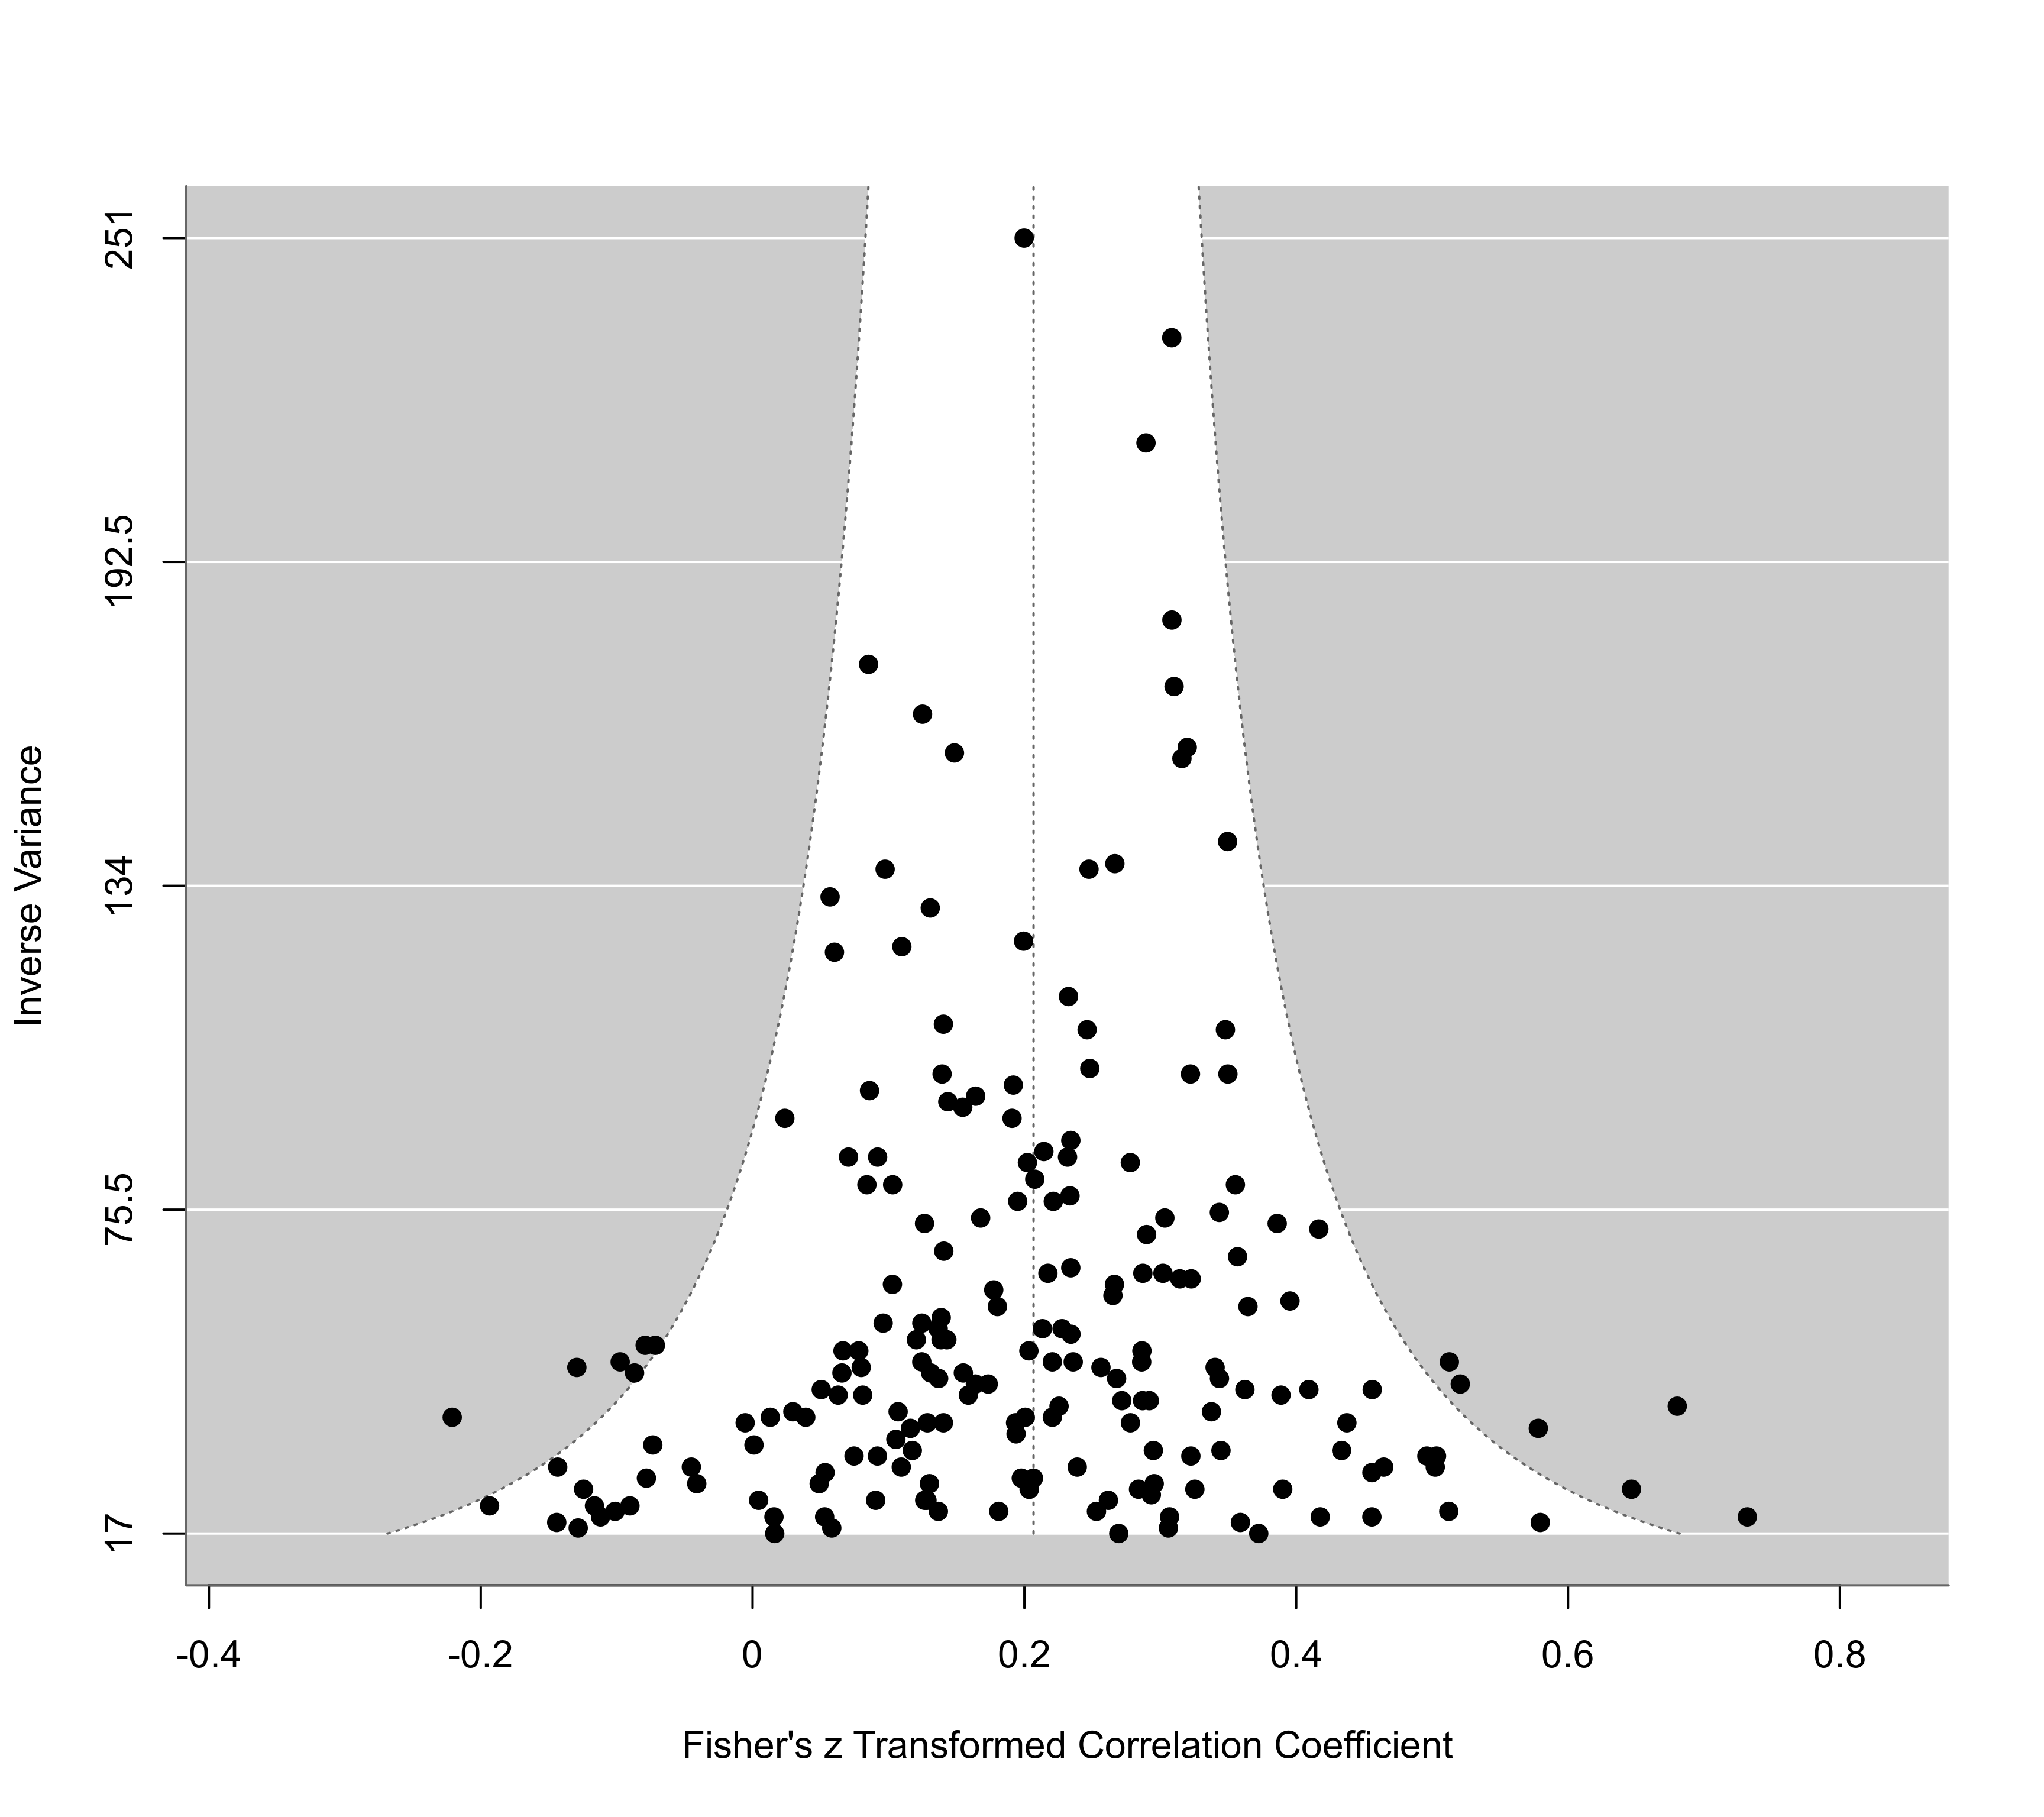 Inverse Variance
251
192.5
134
75.5
17
-0.4 -0.2 0 0.2 0.4 0.6 0.8
Fisher's z Transformed Correlation Coefficient